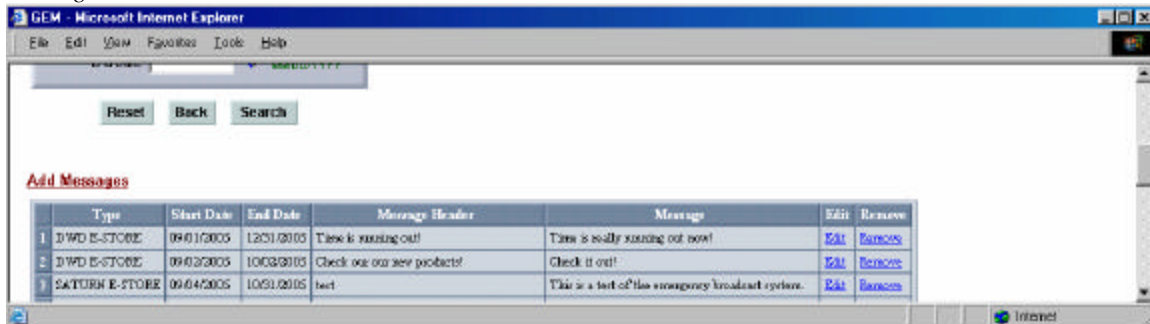 GEM - Microsoft Internet Explorer
File Edit View Favorites Tools Help
Reset Back Search
Add Messages
Type Start Date End Date Message Header Message Edit Remove
1 DWD E-STORE 09/01/2005 12/31/2005 Time is running out! Time is really running out now! Edit Remove
2 DWD E-STORE 09/02/2005 10/02/2005 Check our our new products! Check it out! Edit Remove
3 SATURN E-STORE 09/04/2005 10/31/2005 test This is a test of the emergency broadcast system. Edit Remove
Internet